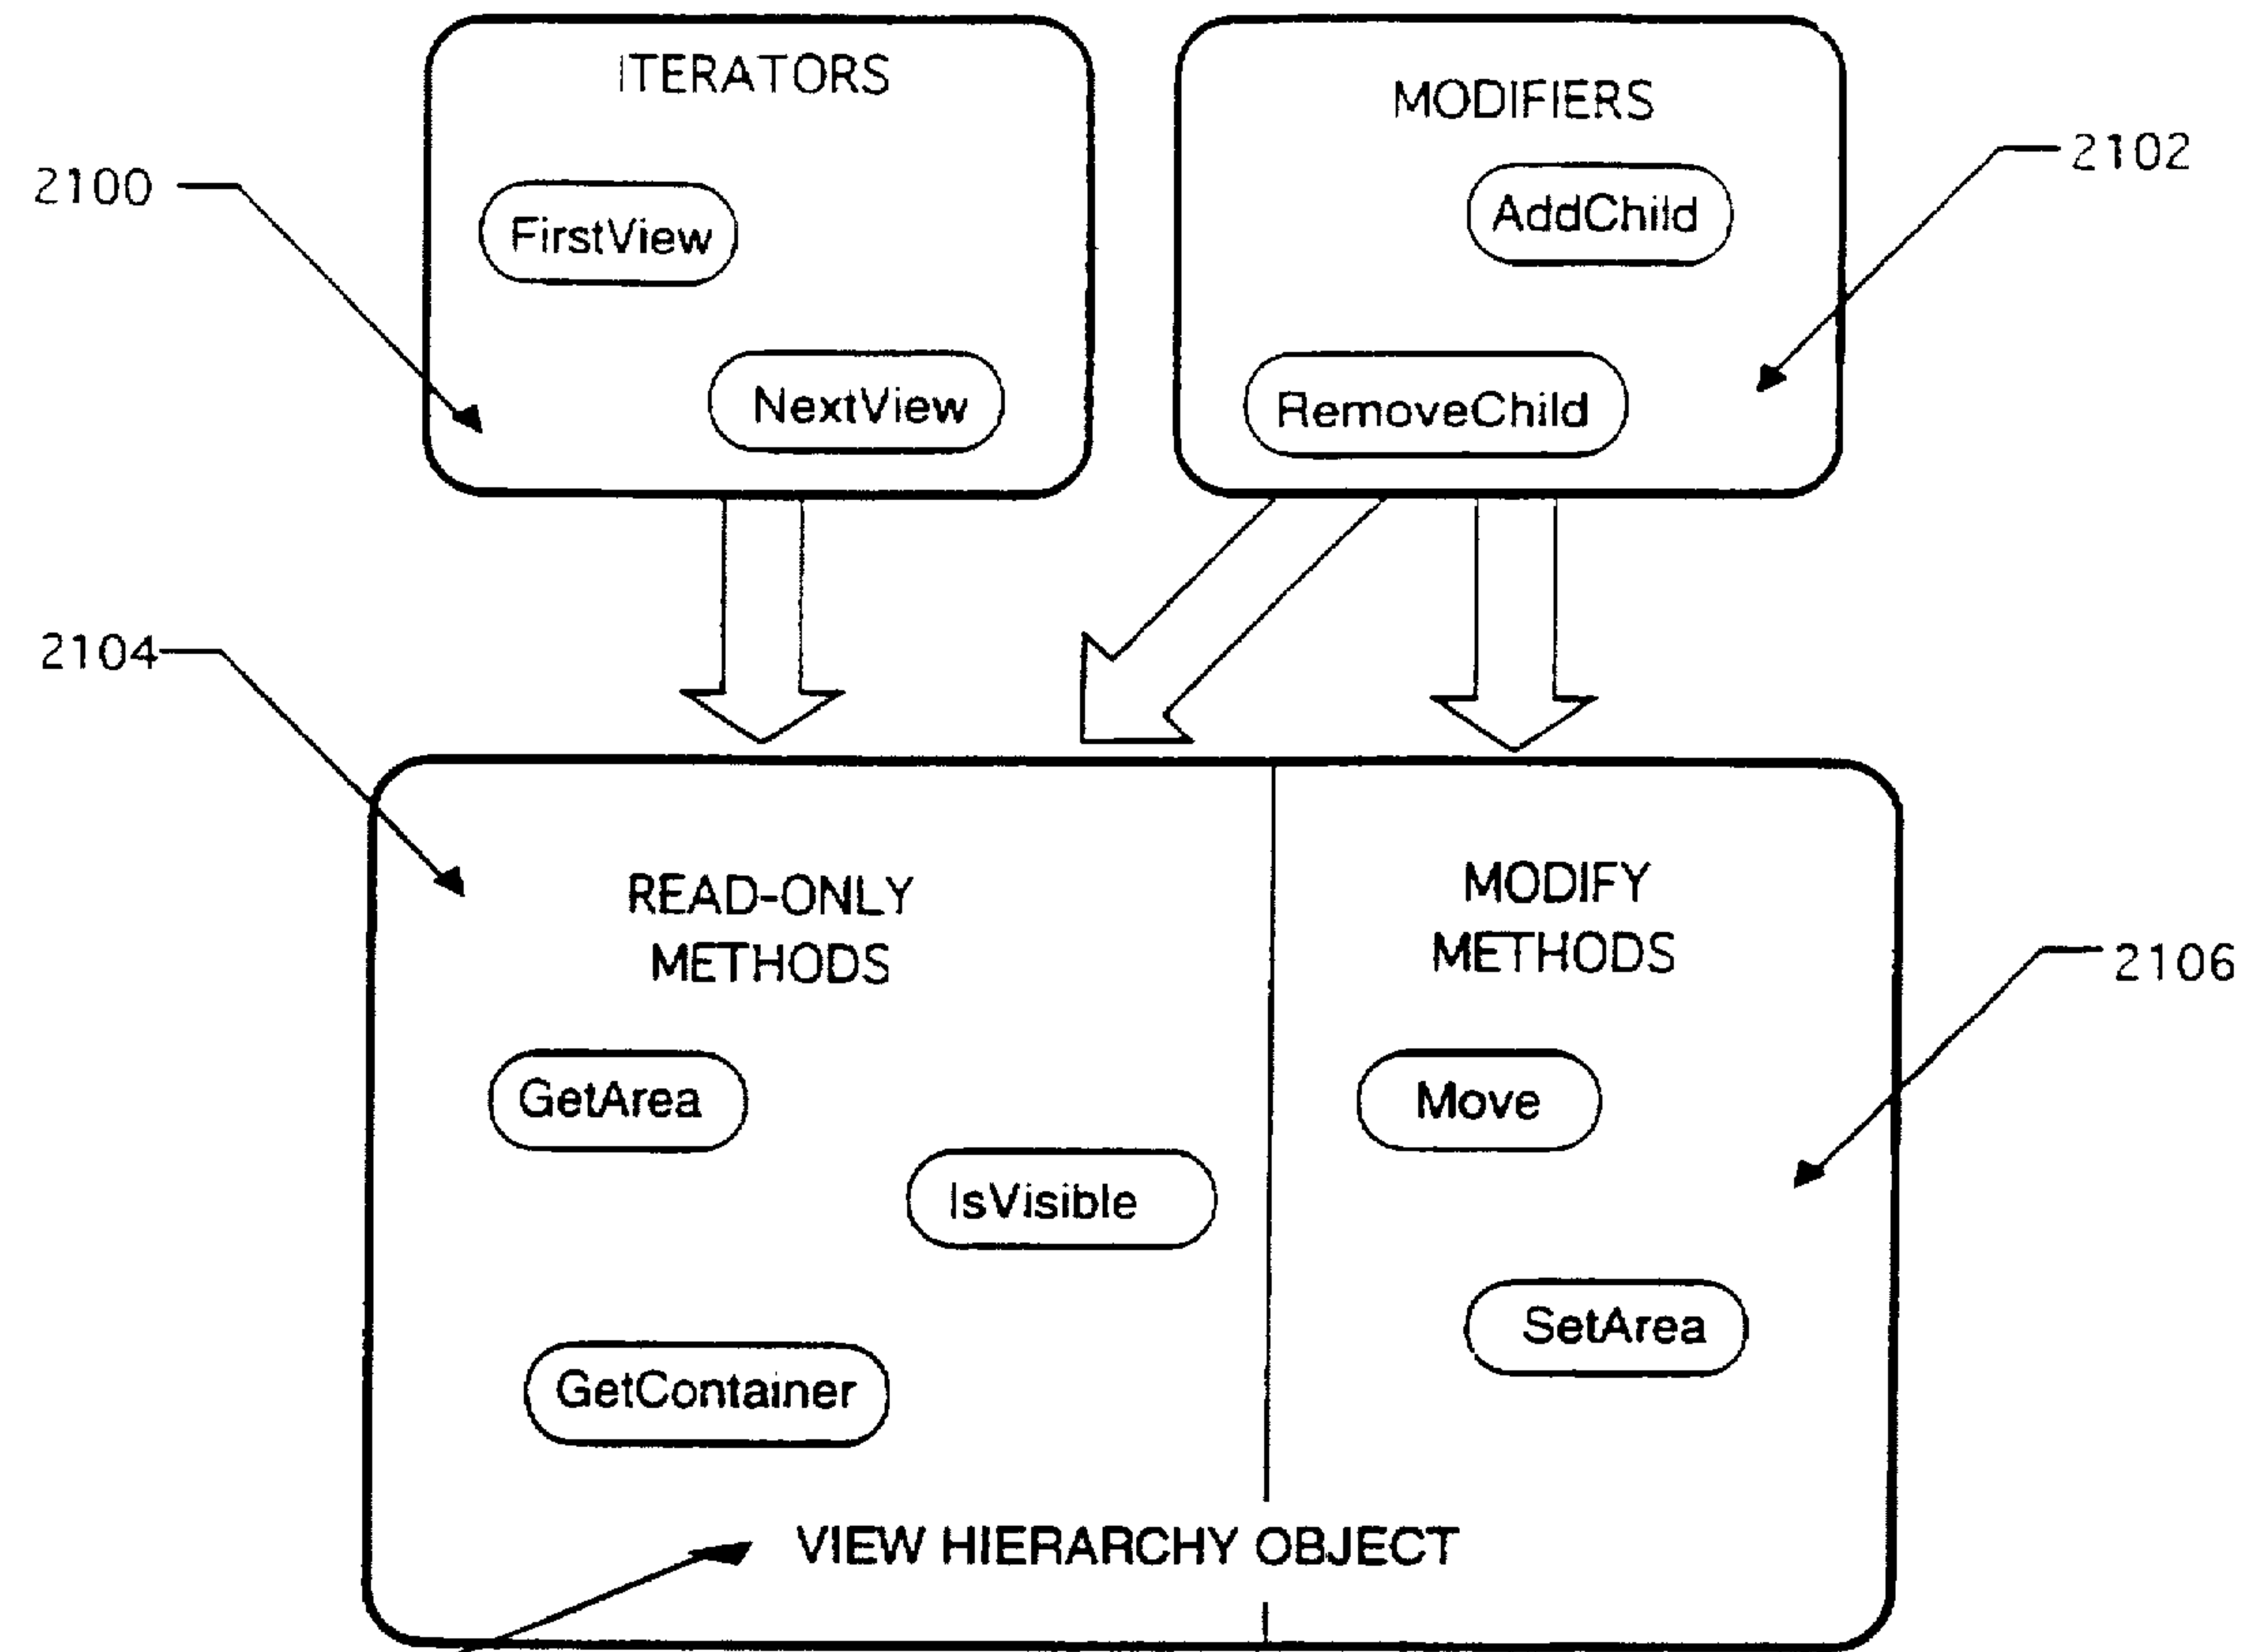 ITERATORS
MODIFIERS
2102
2100
AddChild
FirstView
NextView
RemoveChild
2104
READ-ONLY
METHODS
MODIFY
METHODS
2106
GetArea
Move
IsVisible
SetArea
GetContainer
VIEW HIERARCHY OBJECT